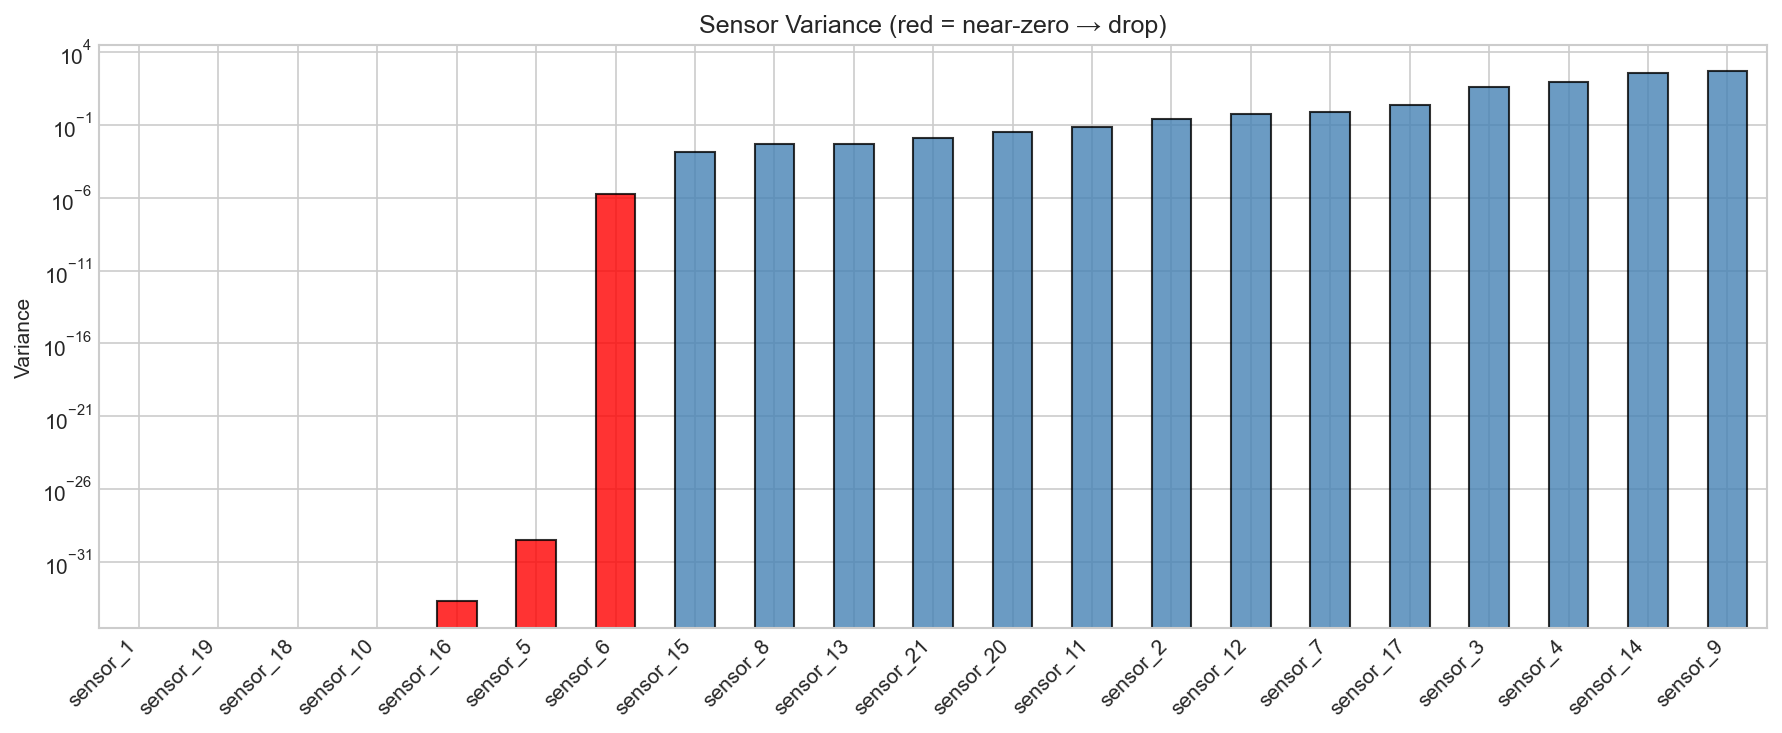 Sensor Variance (red = near-zero → drop)
Variance
10⁴
10⁻¹
10⁻⁶
10⁻¹¹
10⁻¹⁶
10⁻²¹
10⁻²⁶
10⁻³¹
sensor_1
sensor_19
sensor_18
sensor_10
sensor_16
sensor_5
sensor_6
sensor_15
sensor_8
sensor_13
sensor_21
sensor_20
sensor_11
sensor_2
sensor_12
sensor_7
sensor_17
sensor_3
sensor_4
sensor_14
sensor_9